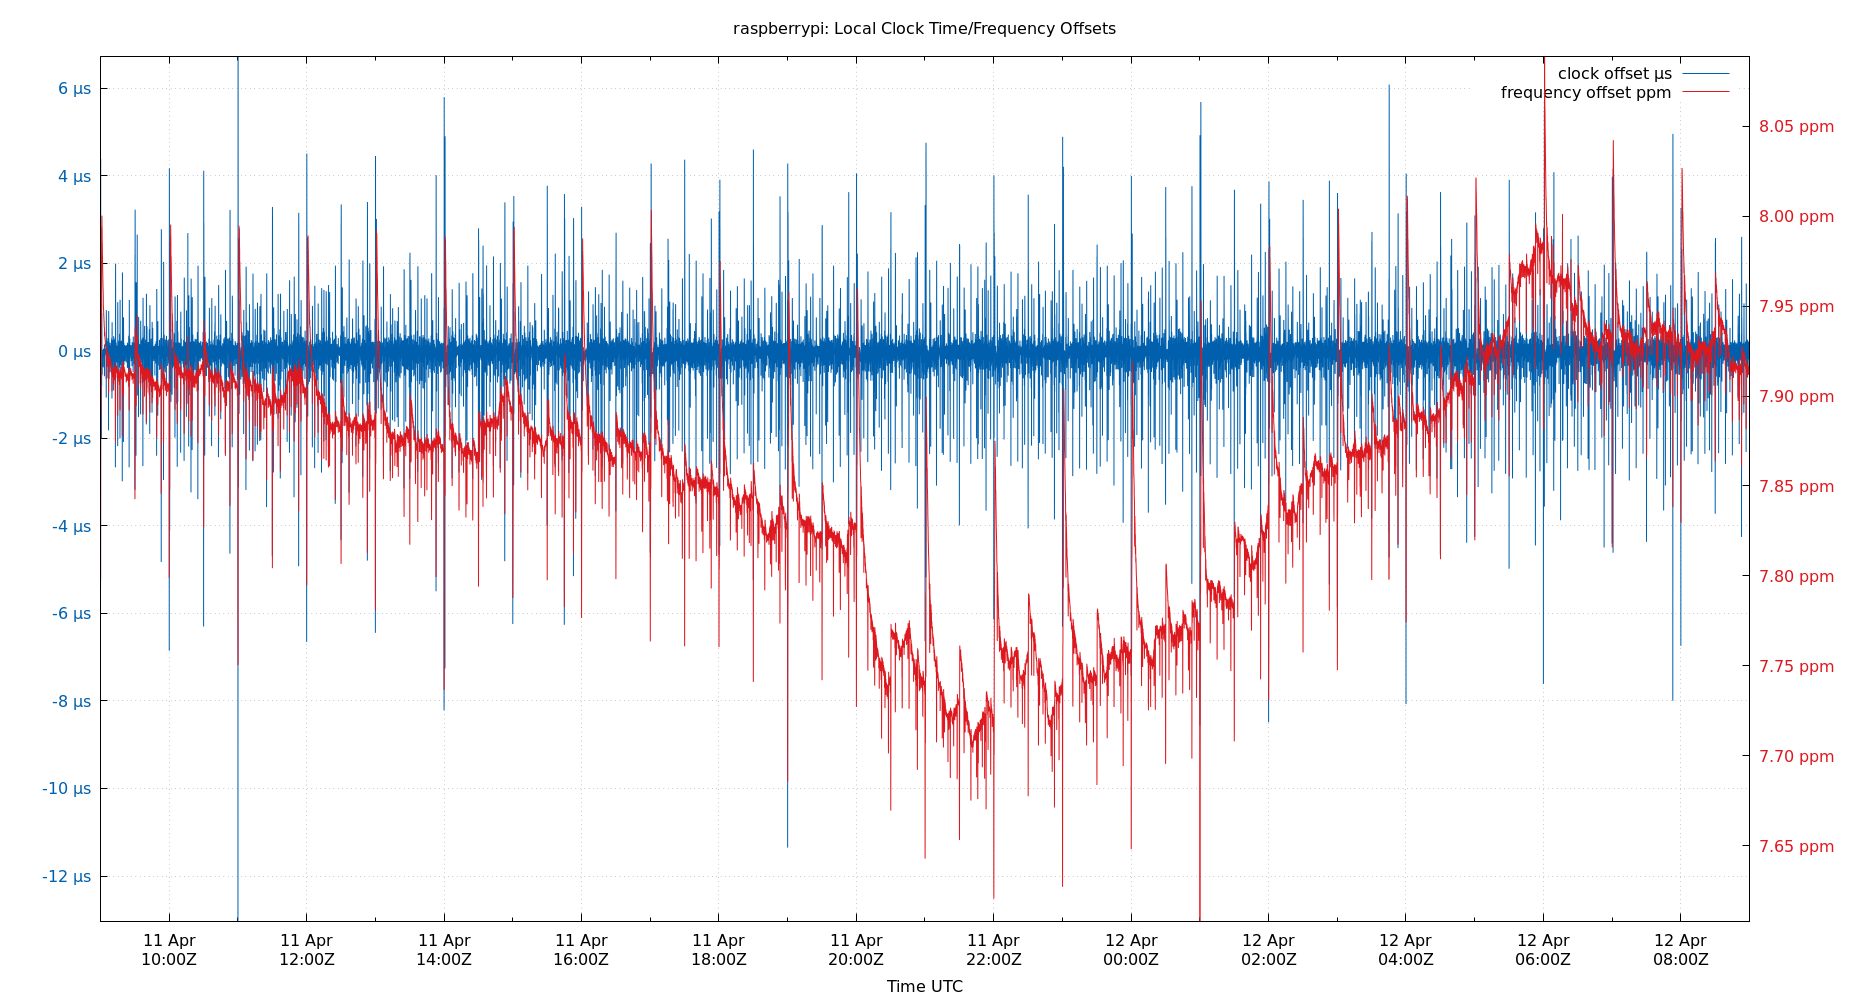 raspberrypi: Local Clock Time/Frequency Offsets
clock offset µs
frequency offset ppm
6 µs
4 µs
2 µs
0 µs
-2 µs
-4 µs
-6 µs
-8 µs
-10 µs
-12 µs
8.05 ppm
8.00 ppm
7.95 ppm
7.90 ppm
7.85 ppm
7.80 ppm
7.75 ppm
7.70 ppm
7.65 ppm
11 Apr 11 Apr 11 Apr 11 Apr 11 Apr 11 Apr 11 Apr 12 Apr 12 Apr 12 Apr 12 Apr 12 Apr
10:00Z 12:00Z 14:00Z 16:00Z 18:00Z 20:00Z 22:00Z 00:00Z 02:00Z 04:00Z 06:00Z 08:00Z
Time UTC